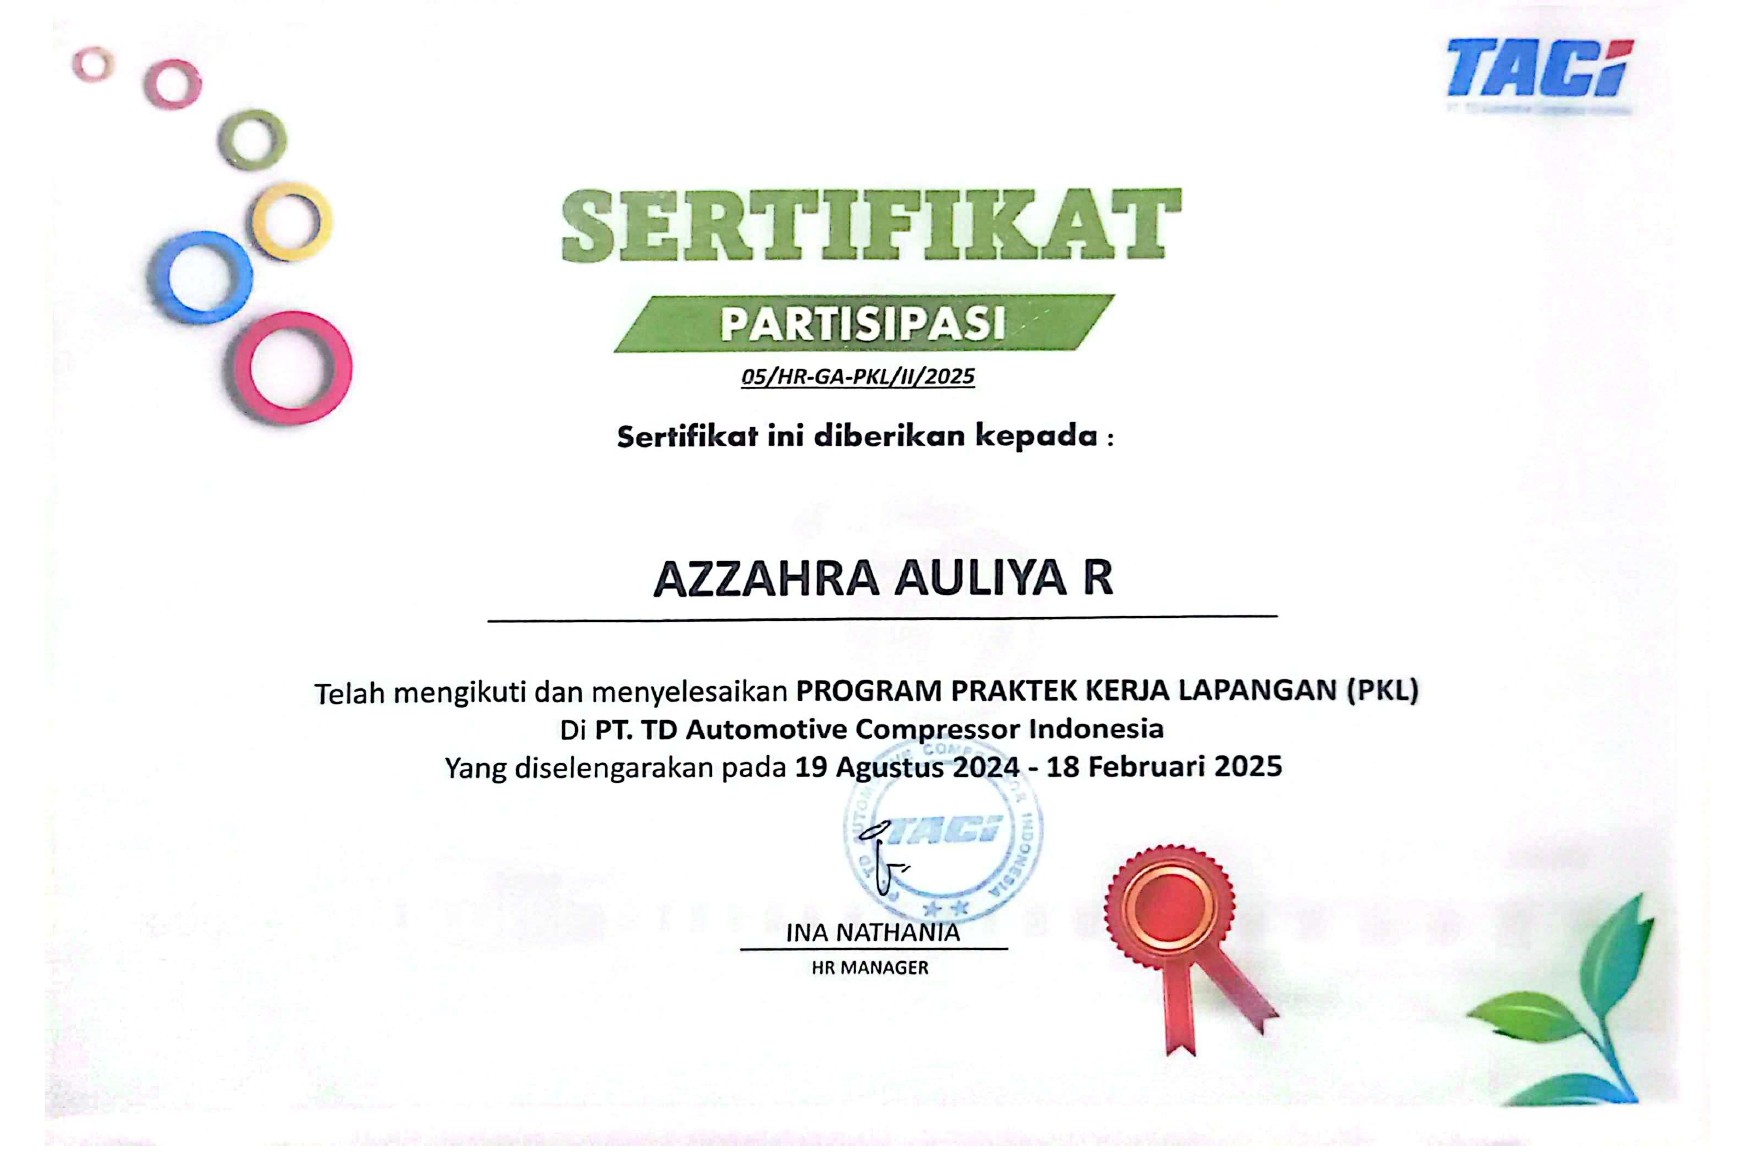 TACI
SERTIFIKAT
PARTISIPASI
05/HR-GA-PKL/II/2025
Sertifikat ini diberikan kepada :
AZZAHRA AULIYA R
Telah mengikuti dan menyelesaikan PROGRAM PRAKTEK KERJA LAPANGAN (PKL)
Di PT. TD Automotive Compressor Indonesia
Yang diselengarakan pada 19 Agustus 2024 - 18 Februari 2025
PT. TD AUTOMOTIVE COMPRESSOR INDONESIA
TACI
INA NATHANIA
HR MANAGER